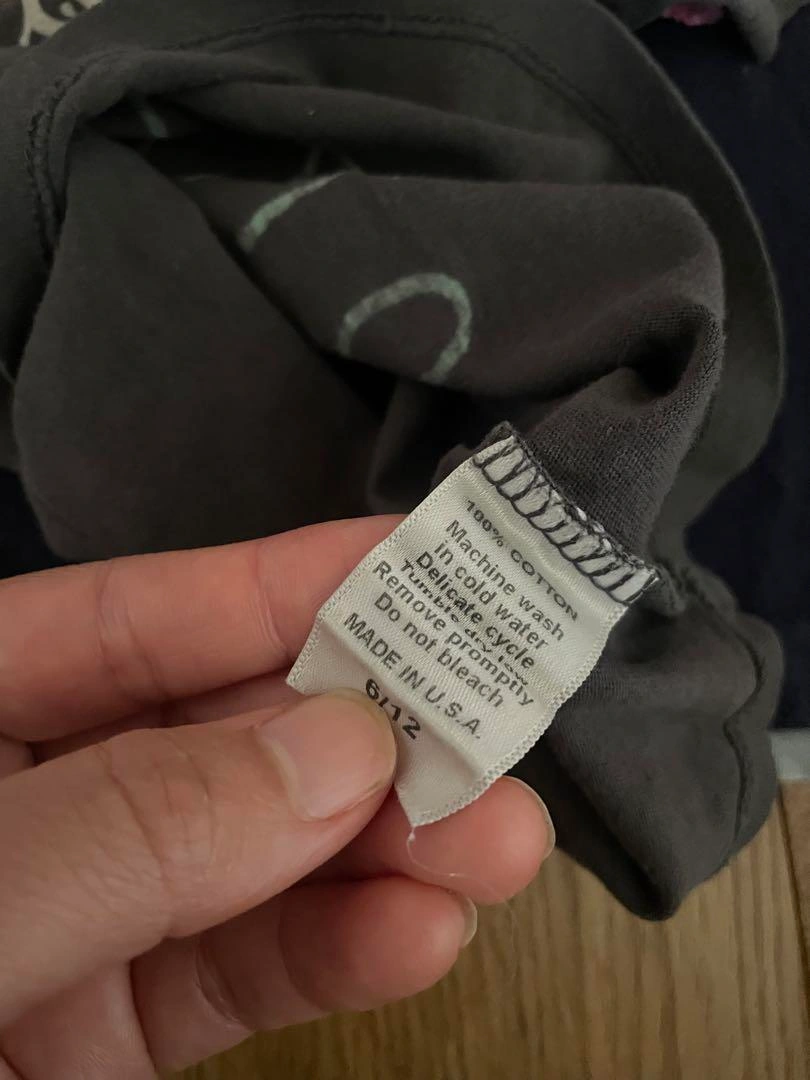 100% COTTON
Machine wash
in cold water
Delicate cycle
Tumble dry low
Remove promptly
Do not bleach
MADE IN U.S.A.
6/12